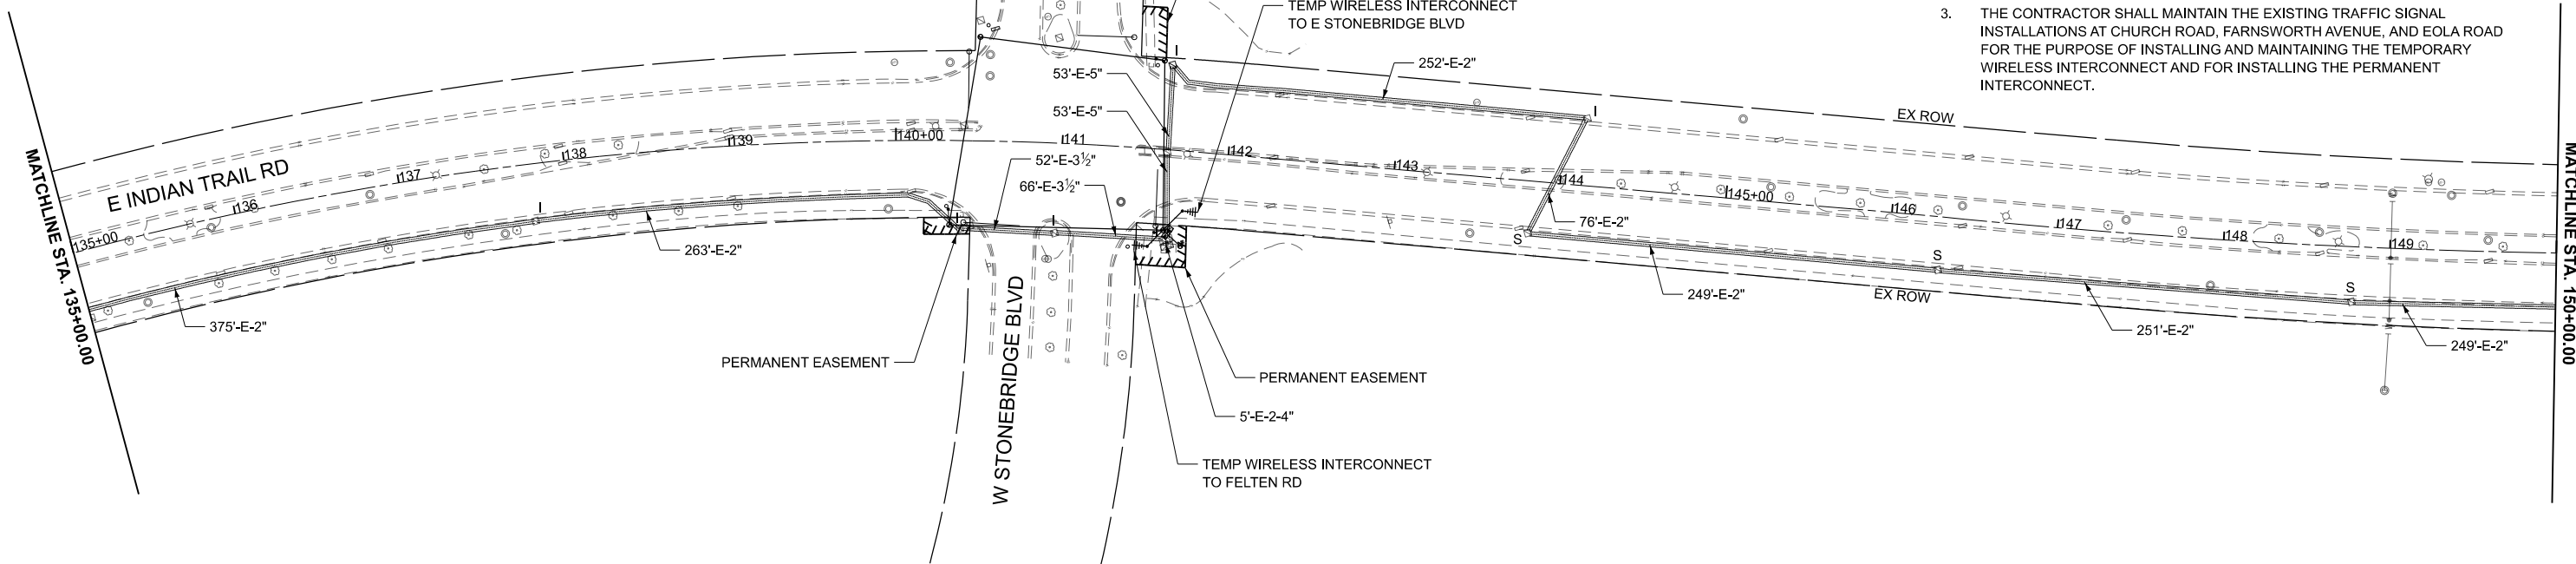 TEMP WIRELESS INTERCONNECT
TO E STONEBRIDGE BLVD
3. THE CONTRACTOR SHALL MAINTAIN THE EXISTING TRAFFIC SIGNAL
INSTALLATIONS AT CHURCH ROAD, FARNSWORTH AVENUE, AND EOLA ROAD
FOR THE PURPOSE OF INSTALLING AND MAINTAINING THE TEMPORARY
WIRELESS INTERCONNECT AND FOR INSTALLING THE PERMANENT
INTERCONNECT.
I
53'-E-5"
252'-E-2"
I
53'-E-5"
EX ROW
MATCHLINE STA. 135+00.00
E INDIAN TRAIL RD
135+00
136
137
138
139
140+00
141
142
143
144
145+00
146
147
148
149
MATCHLINE STA. 150+00.00
52'-E-3½"
66'-E-3½"
I
I
I
76'-E-2"
S
S
S
263'-E-2"
375'-E-2"
249'-E-2"
EX ROW
251'-E-2"
249'-E-2"
PERMANENT EASEMENT
W STONEBRIDGE BLVD
PERMANENT EASEMENT
5'-E-2-4"
TEMP WIRELESS INTERCONNECT
TO FELTEN RD